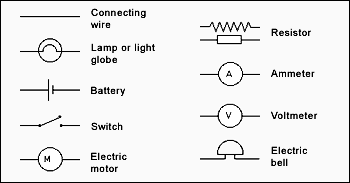 Connecting
wire
Lamp or light
globe
Battery
Switch
M
Electric
motor
Resistor
A
Ammeter
V
Voltmeter
Electric
bell